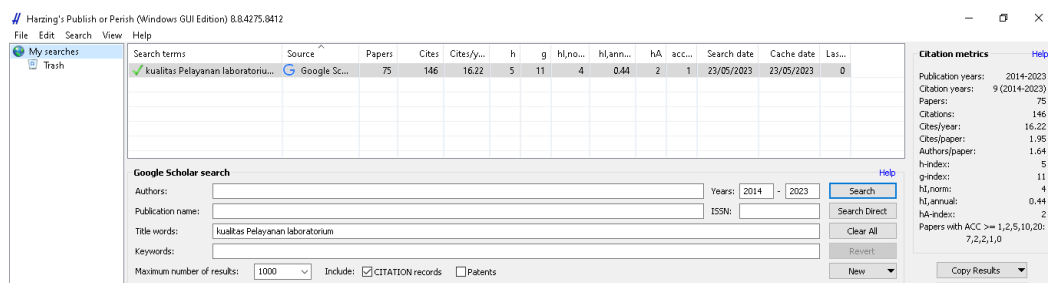 Harzing's Publish or Perish (Windows GUI Edition) 8.8.4275.8412
File Edit Search View Help
My searches
Trash
Search terms Source Papers Cites Cites/y... h g hI,no... hI,ann... hA acc... Search date Cache date Las...
kualitas Pelayanan laboratoriu... Google Sc... 75 146 16.22 5 11 4 0.44 2 1 23/05/2023 23/05/2023 0
Google Scholar search Help
Authors: Years: 2014 - 2023 Search
Publication name: ISSN: Search Direct
Title words: kualitas Pelayanan laboratorium Clear All
Keywords: Revert
Maximum number of results: 1000 Include: CITATION records Patents New
Citation metrics Help
Publication years: 2014-2023
Citation years: 9 (2014-2023)
Papers: 75
Citations: 146
Cites/year: 16.22
Cites/paper: 1.95
Authors/paper: 1.64
h-index: 5
g-index: 11
hI,norm: 4
hI,annual: 0.44
hA-index: 2
Papers with ACC >= 1,2,5,10,20:
7,2,2,1,0
Copy Results